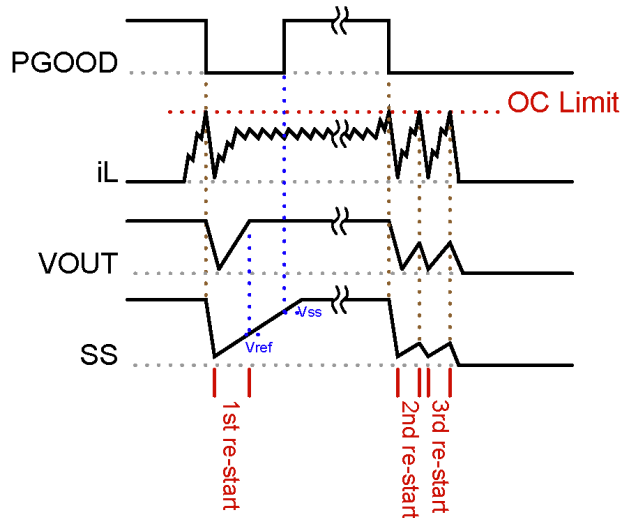 PGOOD
OC Limit
iL
VOUT
Vss
Vref
SS
1st re-start
2nd re-start
3rd re-start